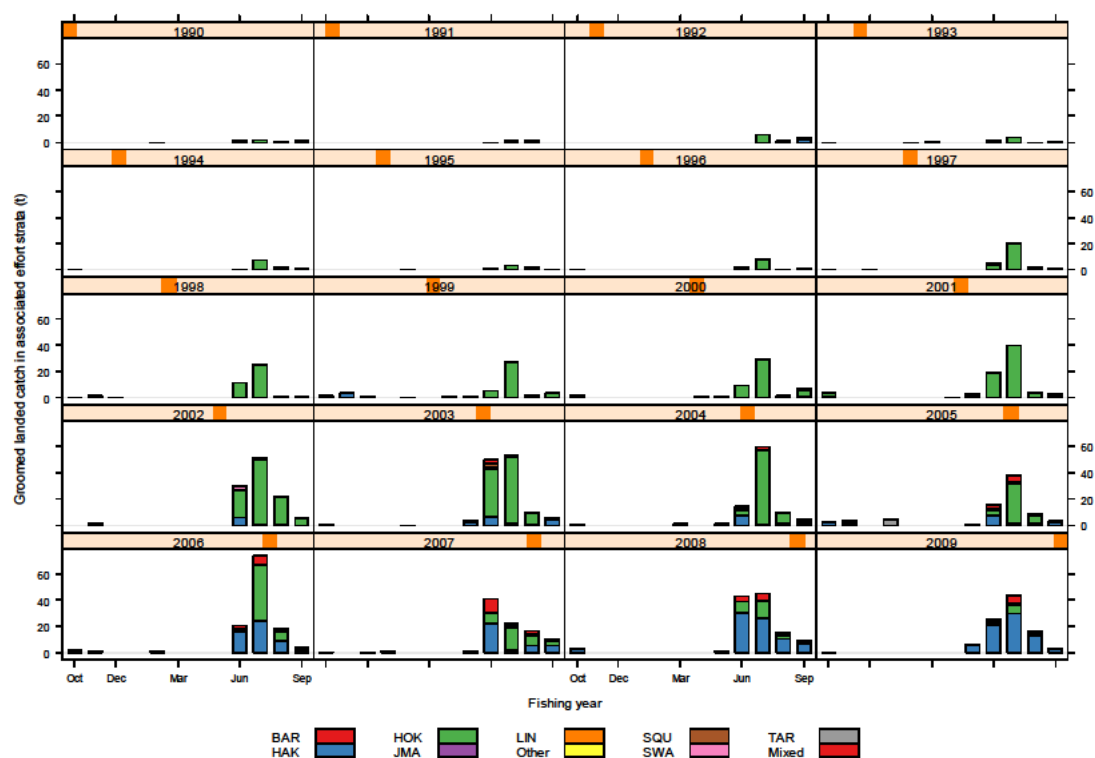 1990 1991 1992 1993
60
40
20
0
1994 1995 1996 1997
60
40
20
0
1998 1999 2000 2001
60
40
20
0
2002 2003 2004 2005
60
40
20
0
2006 2007 2008 2009
60
40
20
0
Groomed landed catch in associated effort strata (t)
Oct Dec Mar Jun Sep Oct Dec Mar Jun Sep
Fishing year
BAR HOK LIN SQU TAR
HAK JMA Other SWA Mixed